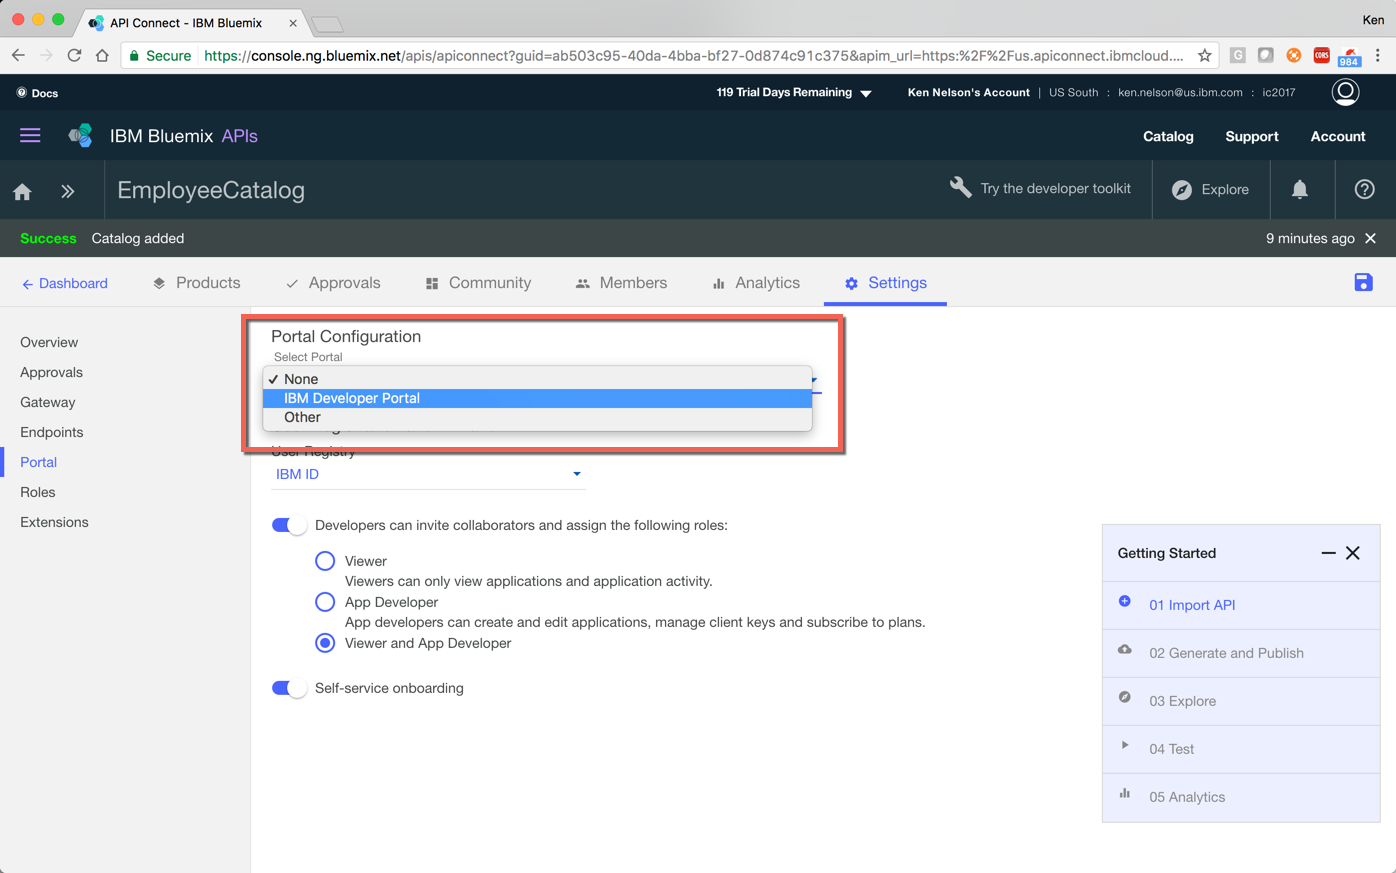 API Connect - IBM Bluemix
Ken
Secure https://console.ng.bluemix.net/apis/apiconnect?guid=ab503c95-40da-4bba-bf27-0d874c91c375&apim_url=https:%2F%2Fus.apiconnect.ibmcloud....
G
CORS
984
Docs
119 Trial Days Remaining
Ken Nelson's Account | US South : ken.nelson@us.ibm.com : ic2017
IBM Bluemix APIs
Catalog
Support
Account
EmployeeCatalog
Try the developer toolkit
Explore
Success Catalog added
9 minutes ago
Dashboard
Products
Approvals
Community
Members
Analytics
Settings
Overview
Approvals
Gateway
Endpoints
Portal
Roles
Extensions
Portal Configuration
Select Portal
None
IBM Developer Portal
Other
User Registry
IBM ID
Developers can invite collaborators and assign the following roles:
Viewer
Viewers can only view applications and application activity.
App Developer
App developers can create and edit applications, manage client keys and subscribe to plans.
Viewer and App Developer
Self-service onboarding
Getting Started
01 Import API
02 Generate and Publish
03 Explore
04 Test
05 Analytics